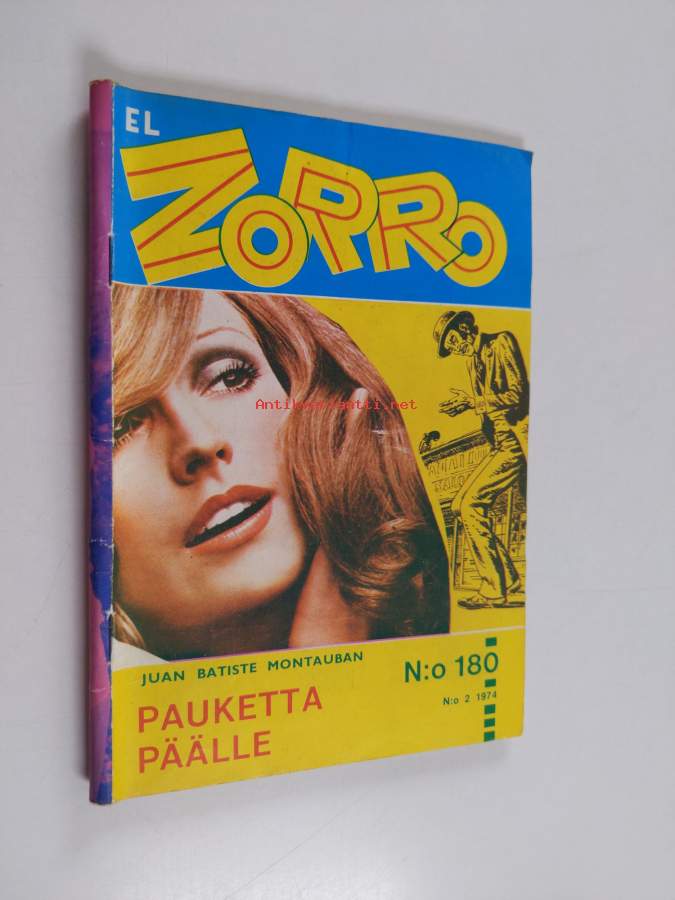 EL
ZORRO
Antikvariaatti.net
JUAN BATISTE MONTAUBAN
N:o 180
N:o 2 1974
PAUKETTA
PÄÄLLE